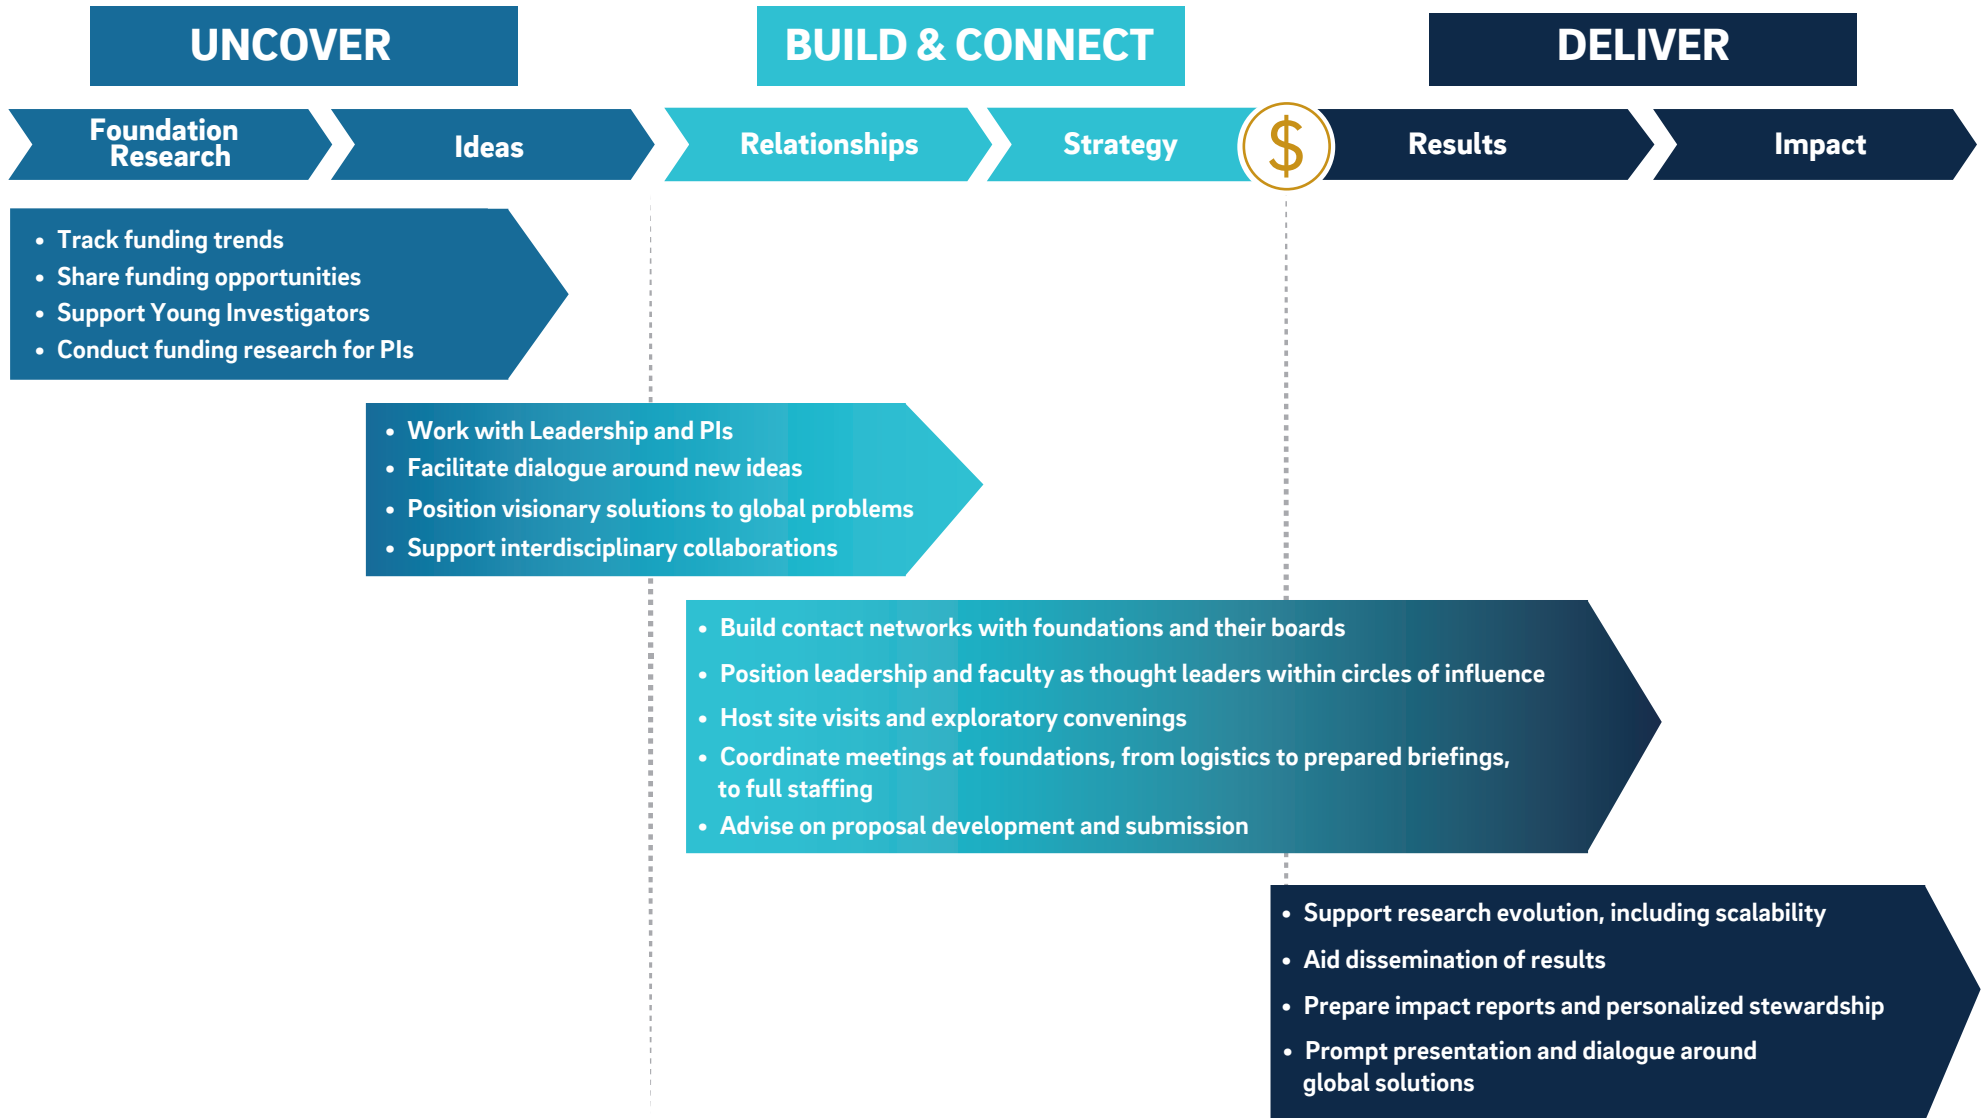 UNCOVER
BUILD & CONNECT
DELIVER
Foundation
Research
Ideas
Relationships
Strategy
$
Results
Impact
• Track funding trends
• Share funding opportunities
• Support Young Investigators
• Conduct funding research for PIs
• Work with Leadership and PIs
• Facilitate dialogue around new ideas
• Position visionary solutions to global problems
• Support interdisciplinary collaborations
• Build contact networks with foundations and their boards
• Position leadership and faculty as thought leaders within circles of influence
• Host site visits and exploratory convenings
• Coordinate meetings at foundations, from logistics to prepared briefings,
to full staffing
• Advise on proposal development and submission
• Support research evolution, including scalability
• Aid dissemination of results
• Prepare impact reports and personalized stewardship
• Prompt presentation and dialogue around
global solutions